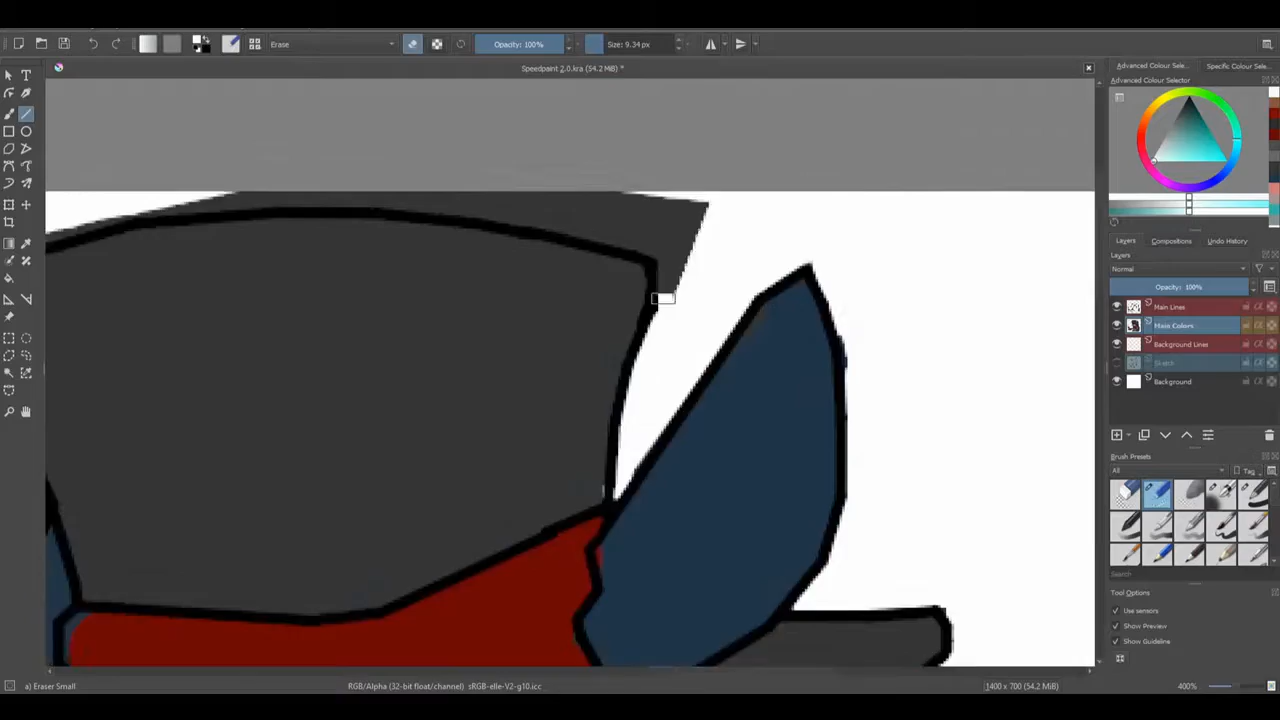 Erase
Opacity: 100%
Size: 9.34 px
Speedpaint 2.0.kra (54.2 MiB) *
Advanced Colour Sele...
Specific Colour Sele...
Advanced Colour Selector
Layers
Compositions
Undo History
Layers
Normal
Opacity: 100%
Main Lines
Main Colors
Background Lines
Sketch
Background
Brush Presets
All
Tag
Search
Tool Options
Use sensors
Show Preview
Show Guideline
a) Eraser Small
RGB/Alpha (32-bit float/channel) sRGB-elle-V2-g10.icc
1400 x 700 (54.2 MiB)
400%